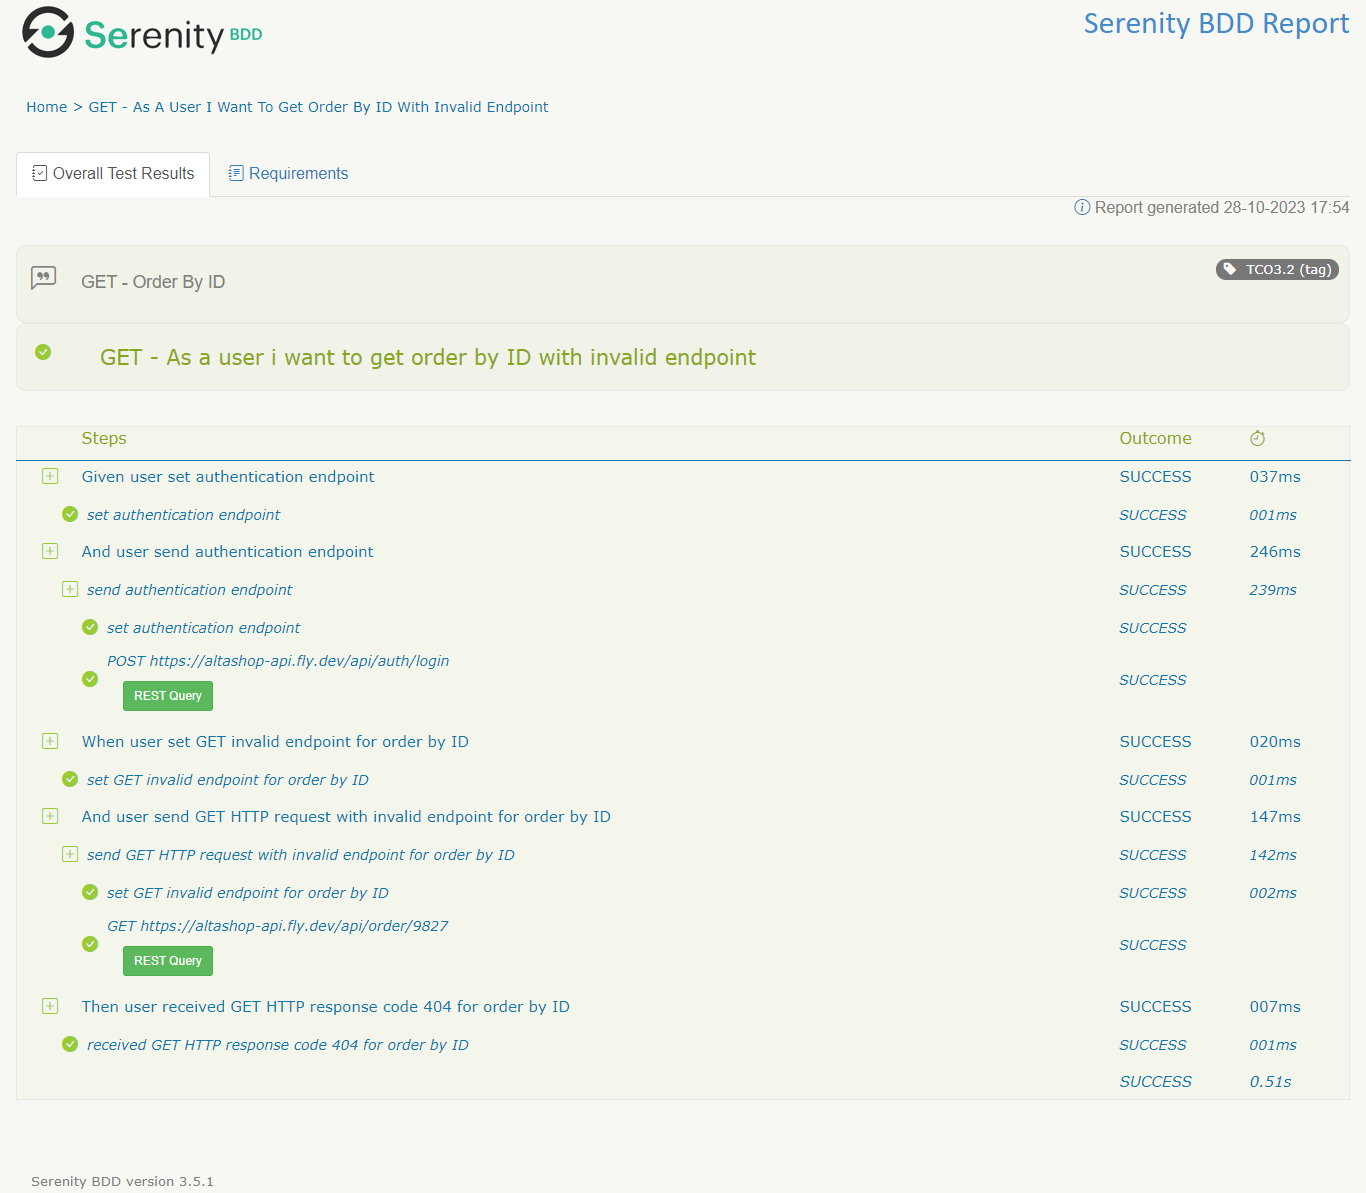 Serenity BDD
Serenity BDD Report
Home > GET - As A User I Want To Get Order By ID With Invalid Endpoint
Overall Test Results
Requirements
Report generated 28-10-2023 17:54
GET - Order By ID
TCO3.2 (tag)
GET - As a user i want to get order by ID with invalid endpoint
Steps Outcome
Given user set authentication endpoint SUCCESS 037ms
set authentication endpoint SUCCESS 001ms
And user send authentication endpoint SUCCESS 246ms
send authentication endpoint SUCCESS 239ms
set authentication endpoint SUCCESS
POST https://altashop-api.fly.dev/api/auth/login
SUCCESS
REST Query
When user set GET invalid endpoint for order by ID SUCCESS 020ms
set GET invalid endpoint for order by ID SUCCESS 001ms
And user send GET HTTP request with invalid endpoint for order by ID SUCCESS 147ms
send GET HTTP request with invalid endpoint for order by ID SUCCESS 142ms
set GET invalid endpoint for order by ID SUCCESS 002ms
GET https://altashop-api.fly.dev/api/order/9827
SUCCESS
REST Query
Then user received GET HTTP response code 404 for order by ID SUCCESS 007ms
received GET HTTP response code 404 for order by ID SUCCESS 001ms
SUCCESS 0.51s
Serenity BDD version 3.5.1